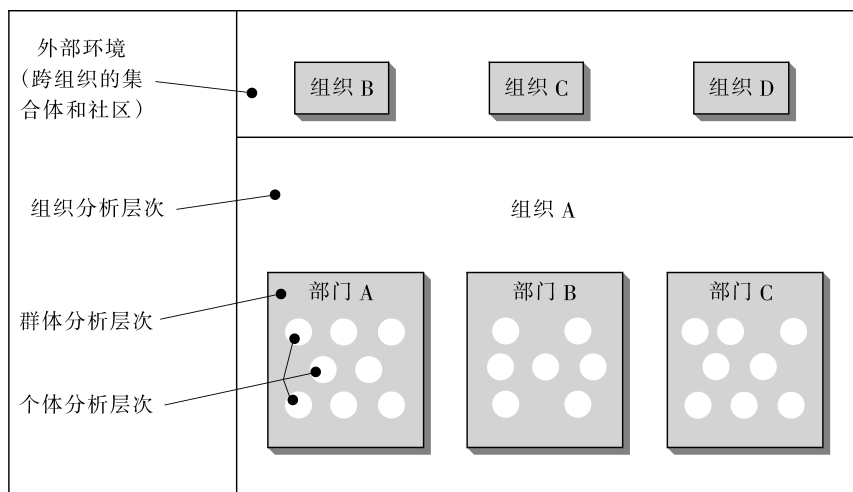 外部环境
（跨组织的集
合体和社区）
组织 B
组织 C
组织 D
组织分析层次
组织 A
群体分析层次
部门 A
部门 B
部门 C
个体分析层次